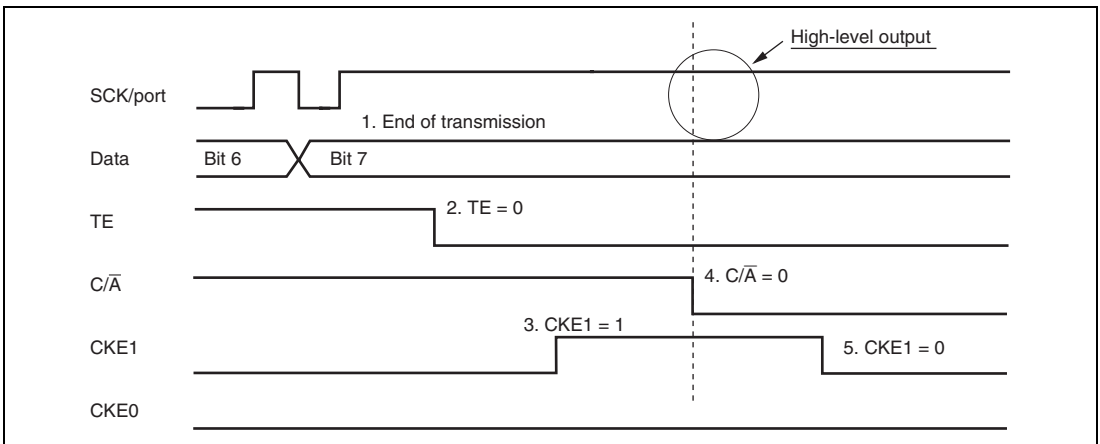 High-level output
SCK/port
1. End of transmission
Data
Bit 6
Bit 7
TE
2. TE = 0
C/A̅
4. C/A̅ = 0
3. CKE1 = 1
CKE1
5. CKE1 = 0
CKE0